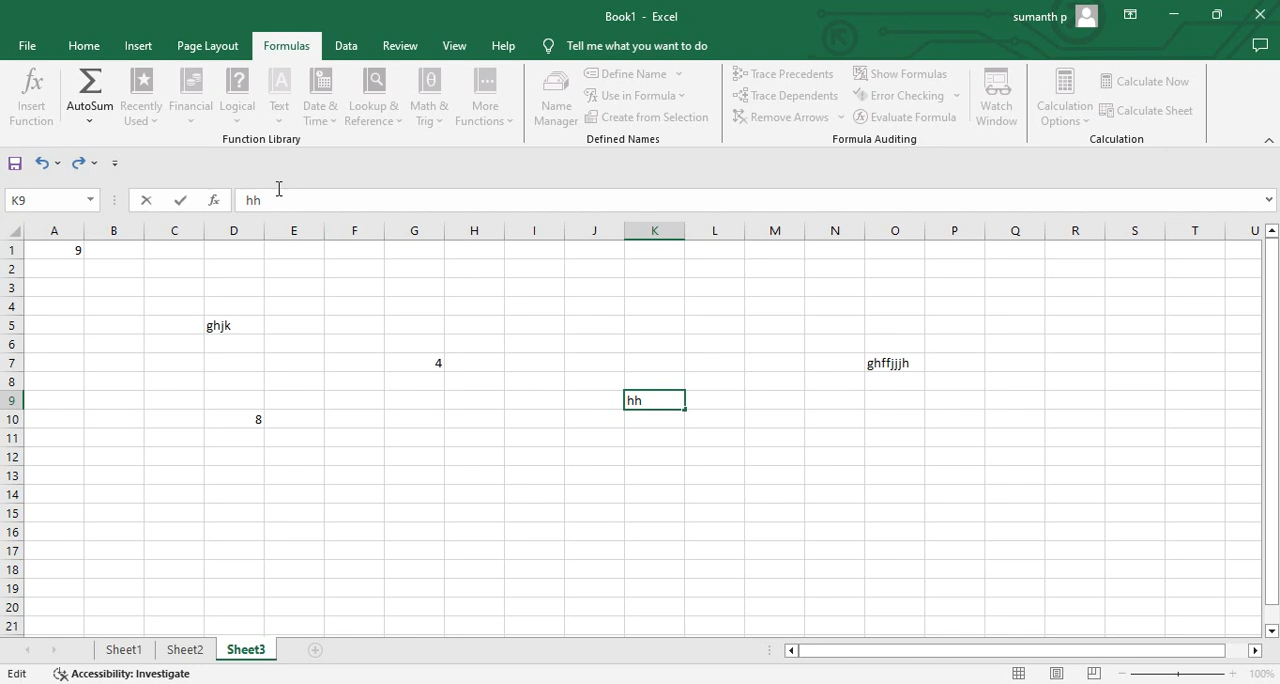 Book1 - Excel
sumanth p
File Home Insert Page Layout Formulas Data Review View Help Tell me what you want to do
Insert Function
AutoSum
Recently Used
Financial
Logical
Text
Date & Time
Lookup & Reference
Math & Trig
More Functions
Function Library
Name Manager
Define Name
Use in Formula
Create from Selection
Defined Names
Trace Precedents
Trace Dependents
Remove Arrows
Show Formulas
Error Checking
Evaluate Formula
Formula Auditing
Watch Window
Calculation Options
Calculate Now
Calculate Sheet
Calculation
K9 fx hh
A B C D E F G H I J K L M N O P Q R S T U
1 9
2
3
4
5 ghjk
6
7 4 ghffjjjh
8
9 hh
10 8
11
12
13
14
15
16
17
18
19
20
21
Sheet1 Sheet2 Sheet3
Edit Accessibility: Investigate 100%